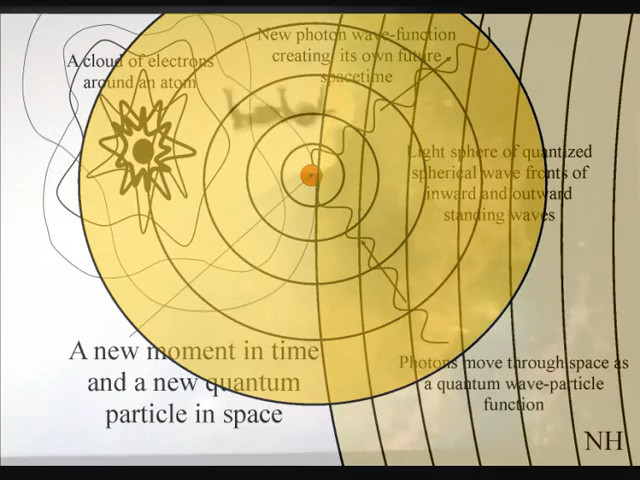 New photon wave-function
creating its own future
spacetime
A cloud of electrons
around an atom
Light sphere of quantized
spherical wave fronts of
inward and outward
standing waves
A new moment in time
and a new quantum
particle in space
Photons move through space as
a quantum wave-particle
function
NH